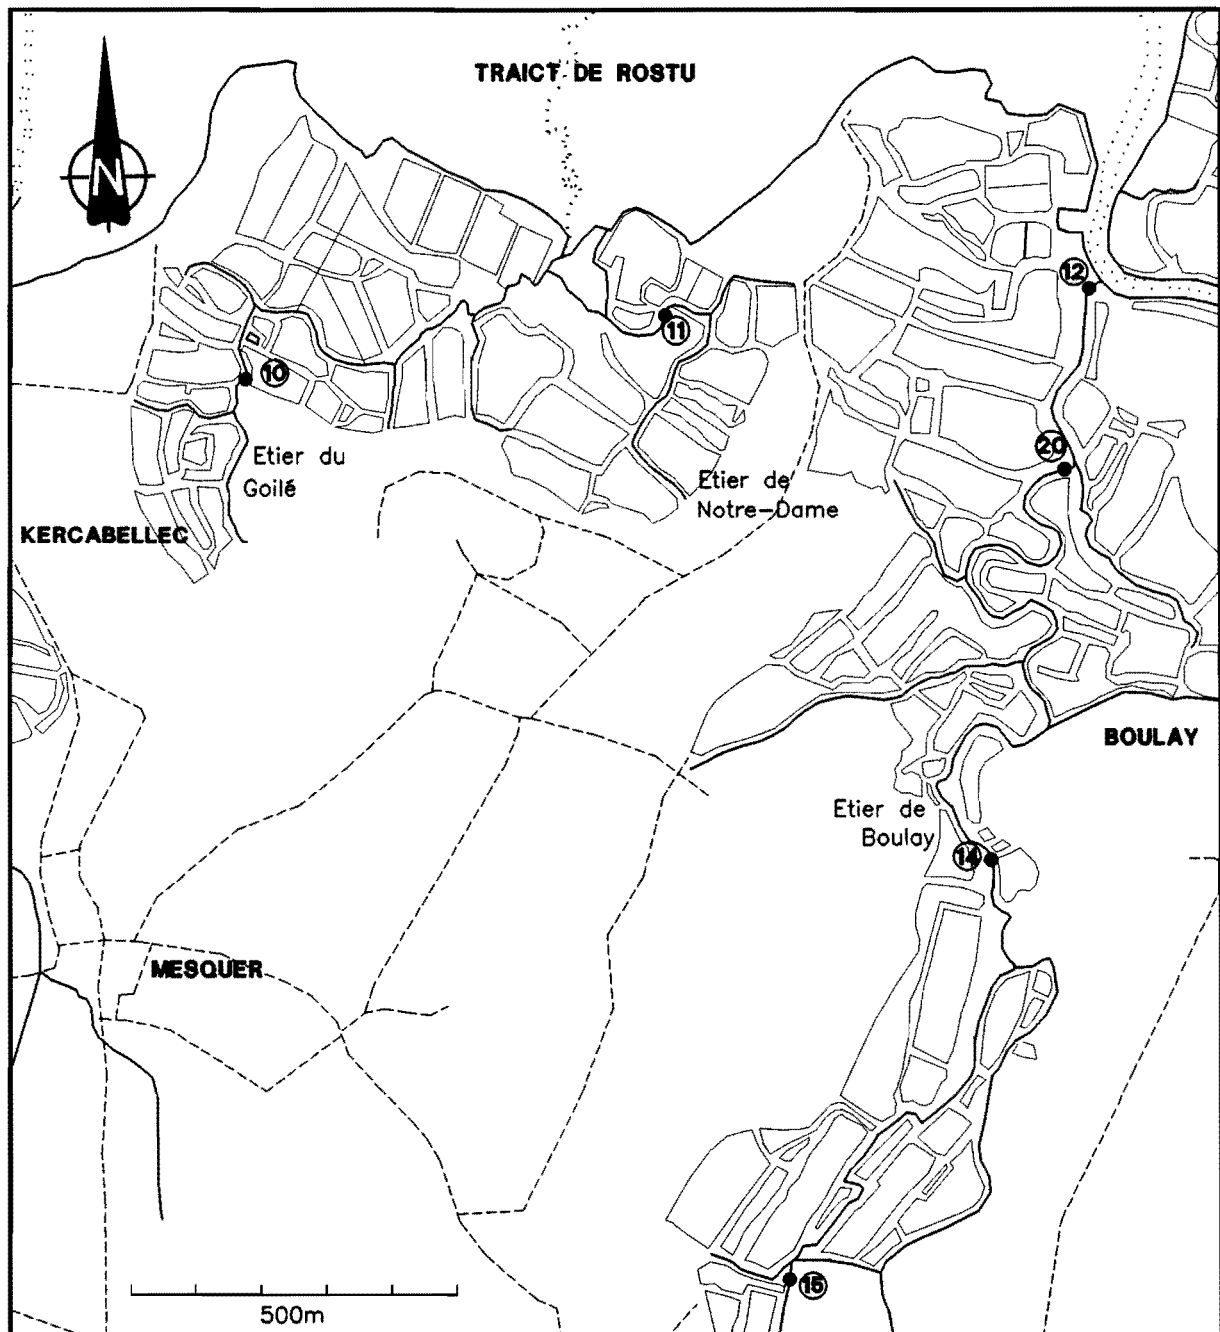 TRAICT DE ROSTU
N
12
11
10
20
Etier du
Goilé
Etier de
Notre-Dame
KERCABELLEC
BOULAY
Etier de
Boulay
14
MESQUER
15
500m